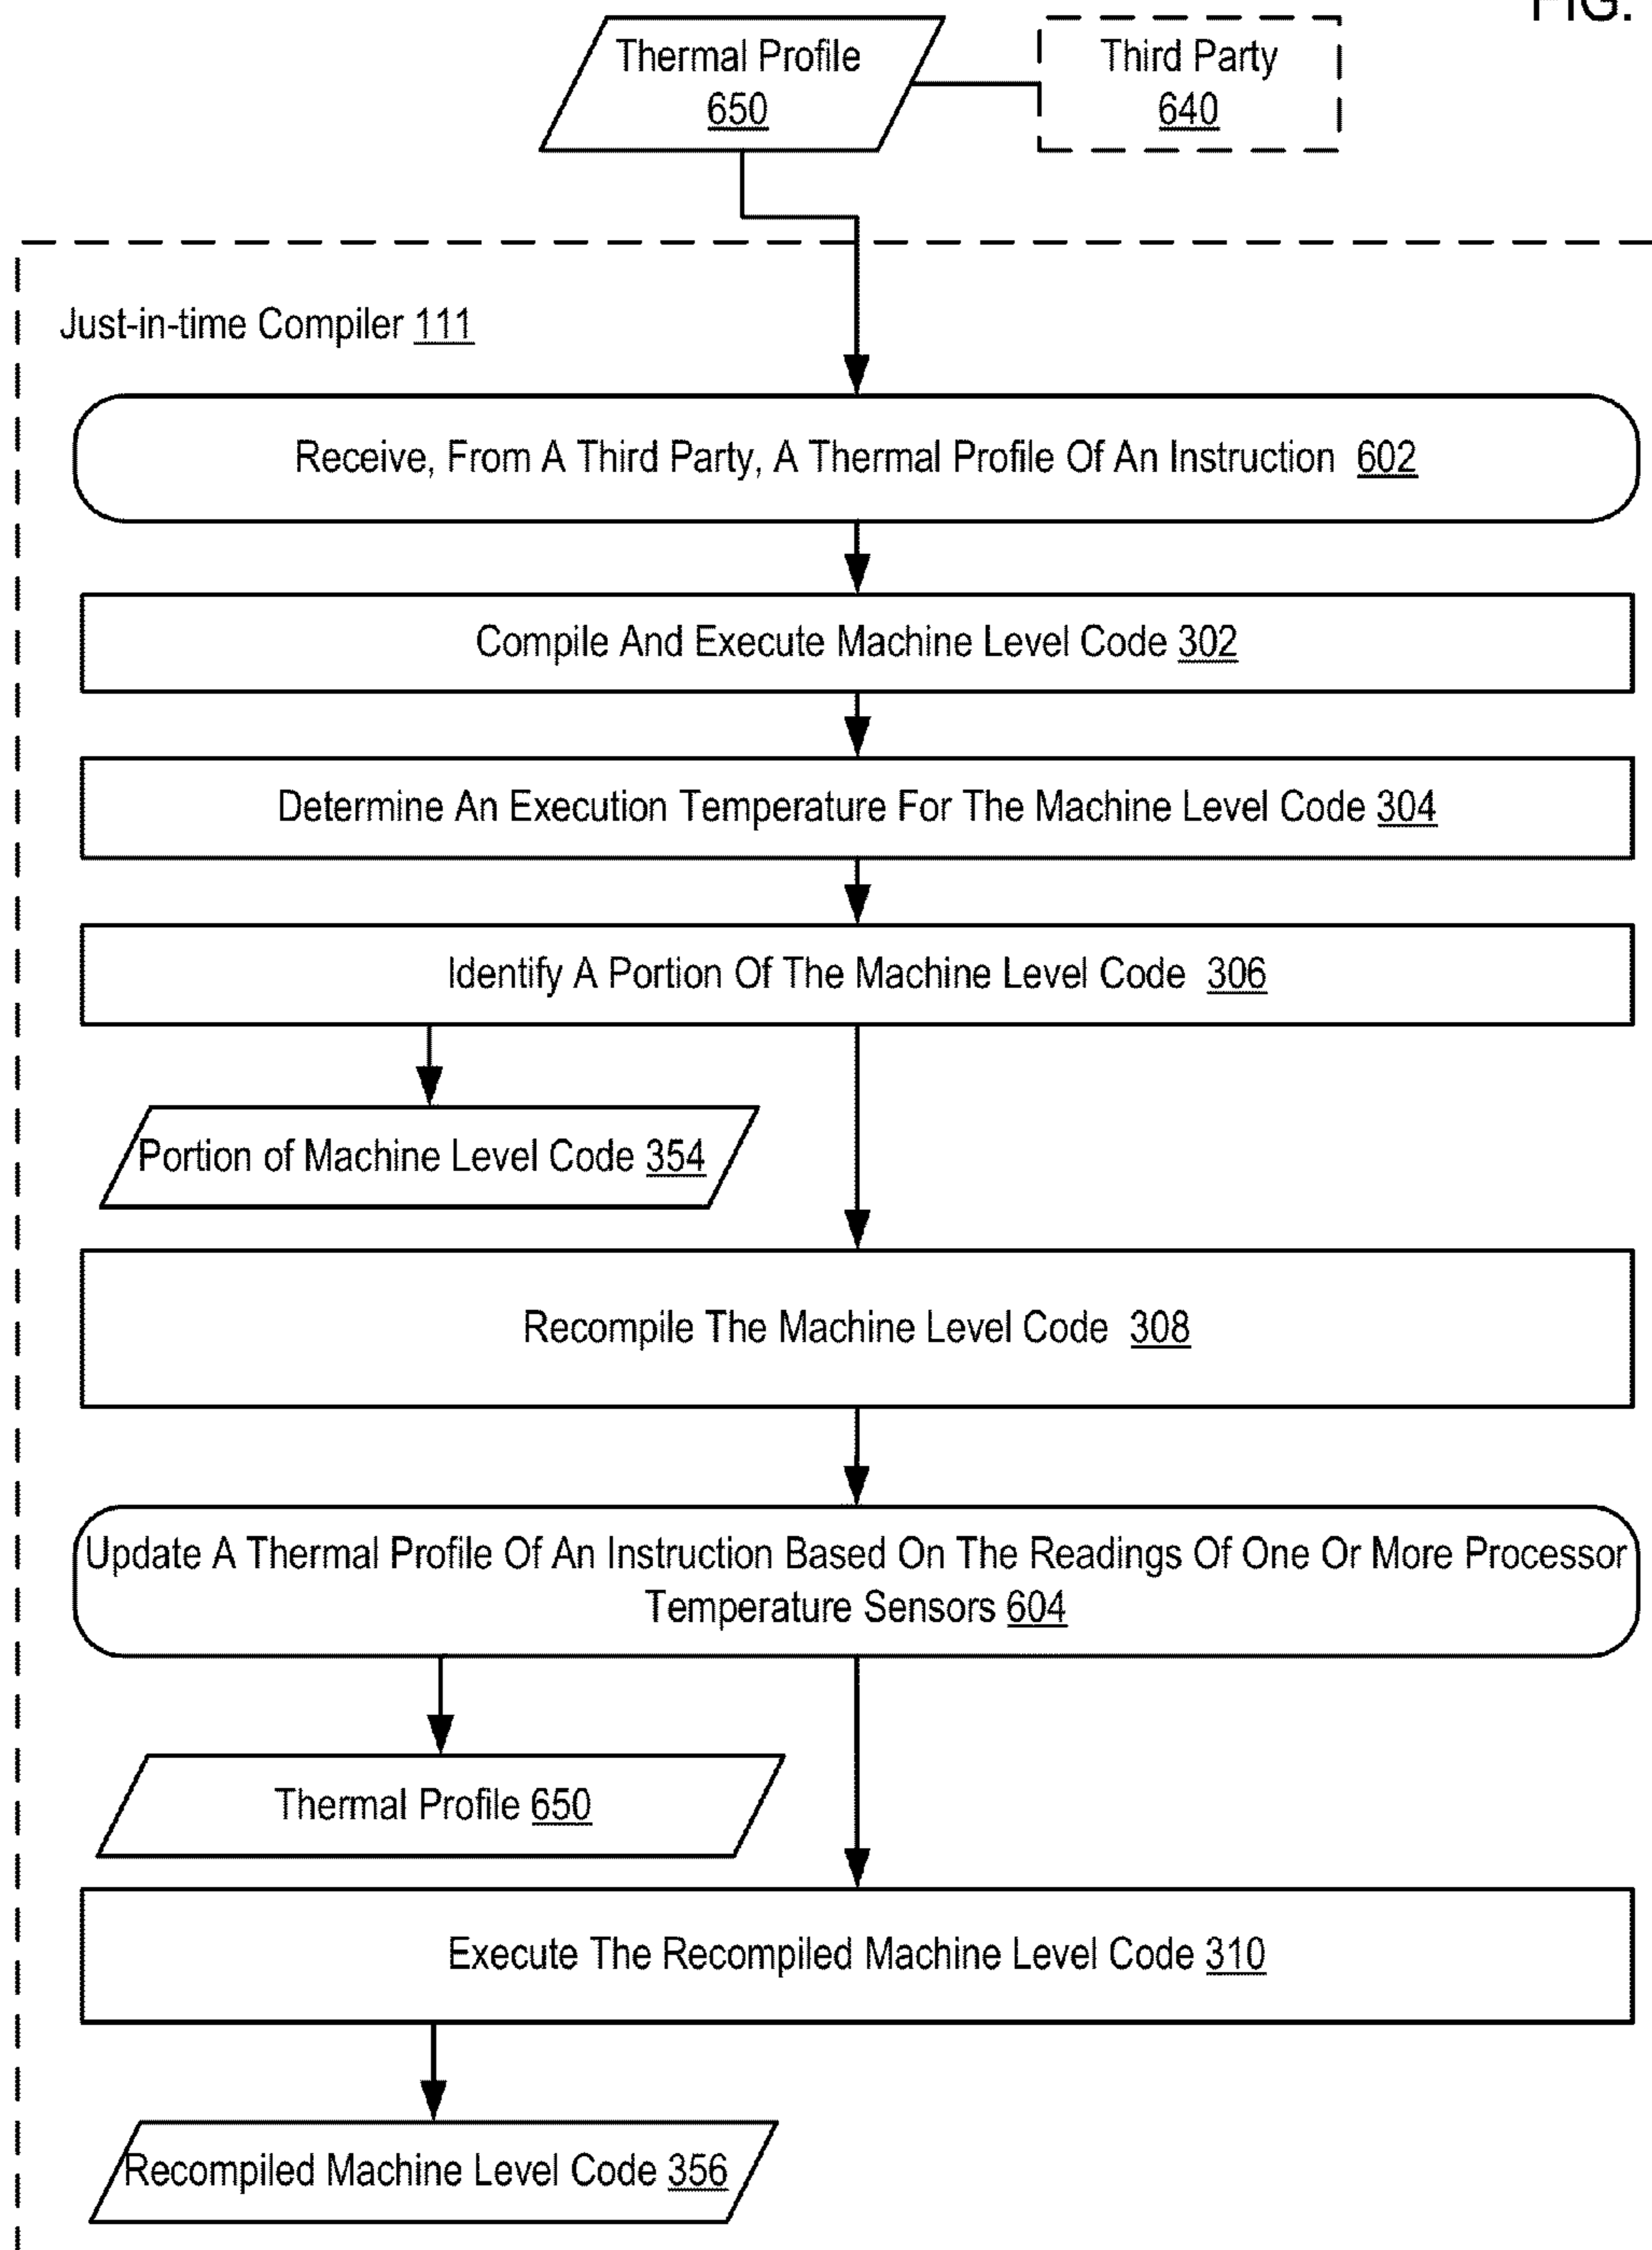 FIG.
Thermal Profile
650
Third Party
640
Just-in-time Compiler 111
Receive, From A Third Party, A Thermal Profile Of An Instruction 602
Compile And Execute Machine Level Code 302
Determine An Execution Temperature For The Machine Level Code 304
Identify A Portion Of The Machine Level Code 306
Portion of Machine Level Code 354
Recompile The Machine Level Code 308
Update A Thermal Profile Of An Instruction Based On The Readings Of One Or More Processor
Temperature Sensors 604
Thermal Profile 650
Execute The Recompiled Machine Level Code 310
Recompiled Machine Level Code 356